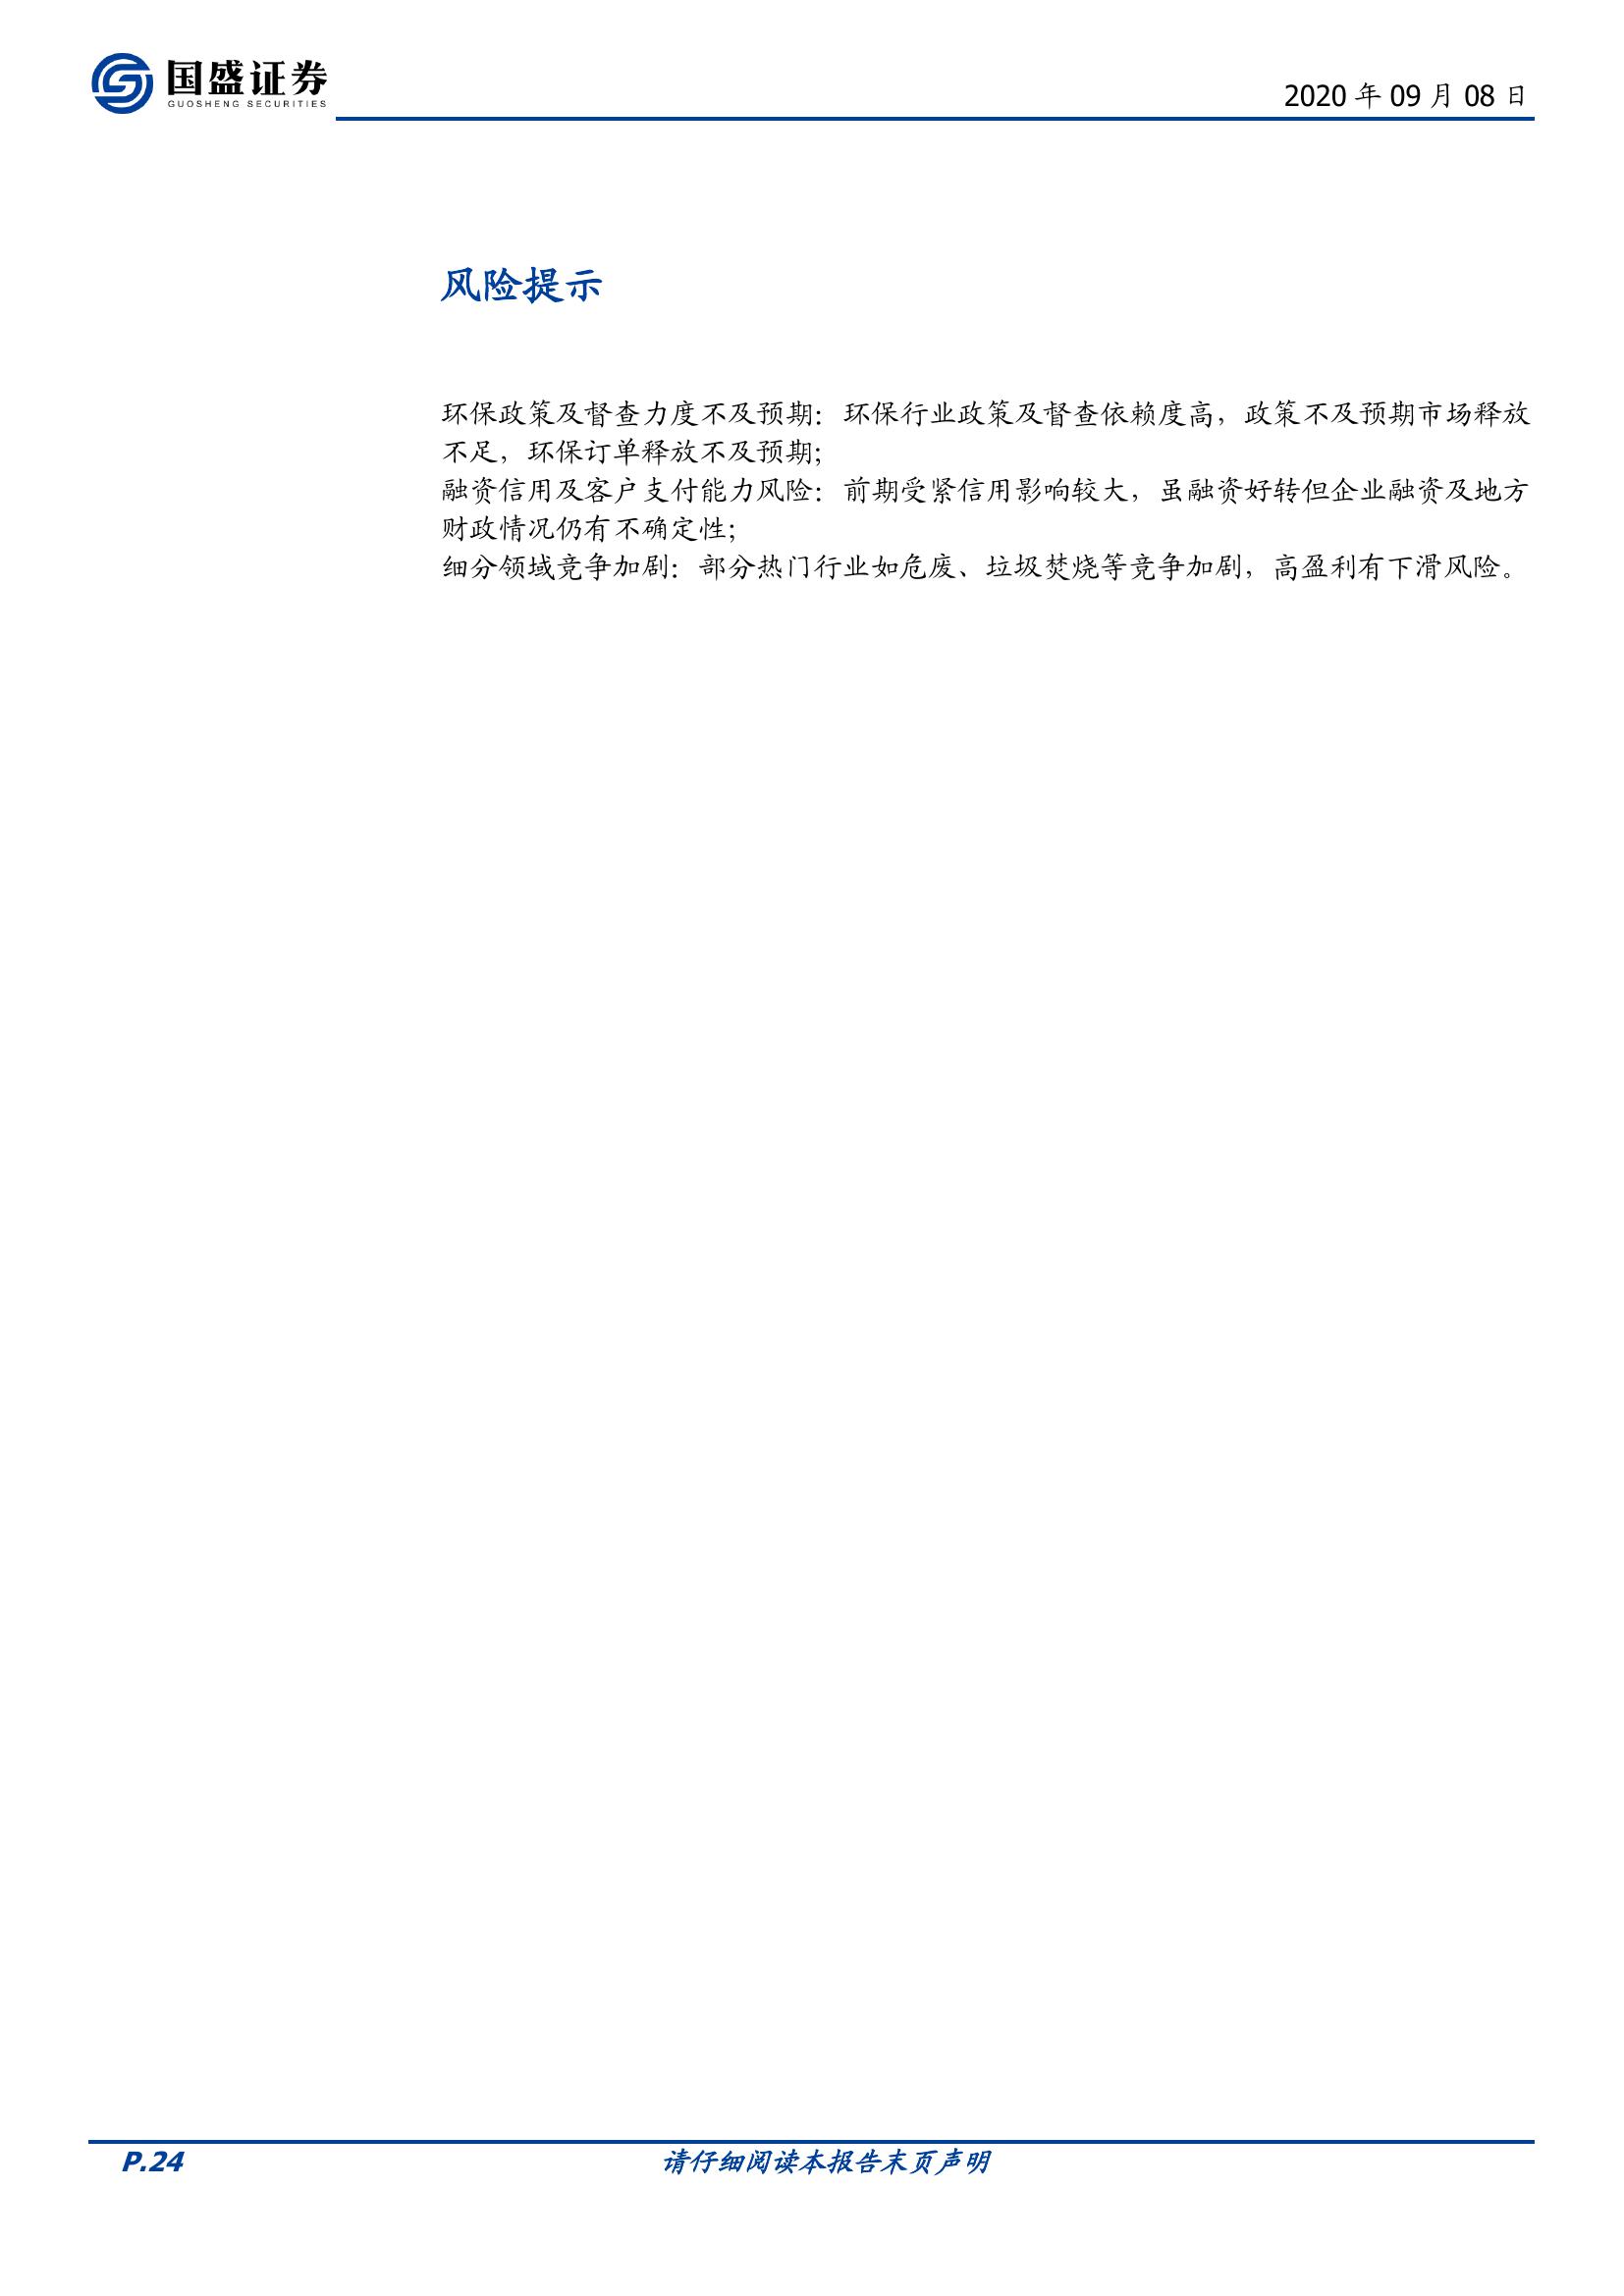 国盛证券
GUOSHENG SECURITIES
2020 年 09 月 08 日
风险提示
环保政策及督查力度不及预期：环保行业政策及督查依赖度高，政策不及预期市场释放
不足，环保订单释放不及预期；
融资信用及客户支付能力风险：前期受紧信用影响较大，虽融资好转但企业融资及地方
财政情况仍有不确定性；
细分领域竞争加剧：部分热门行业如危废、垃圾焚烧等竞争加剧，高盈利有下滑风险。
P.24
请仔细阅读本报告末页声明